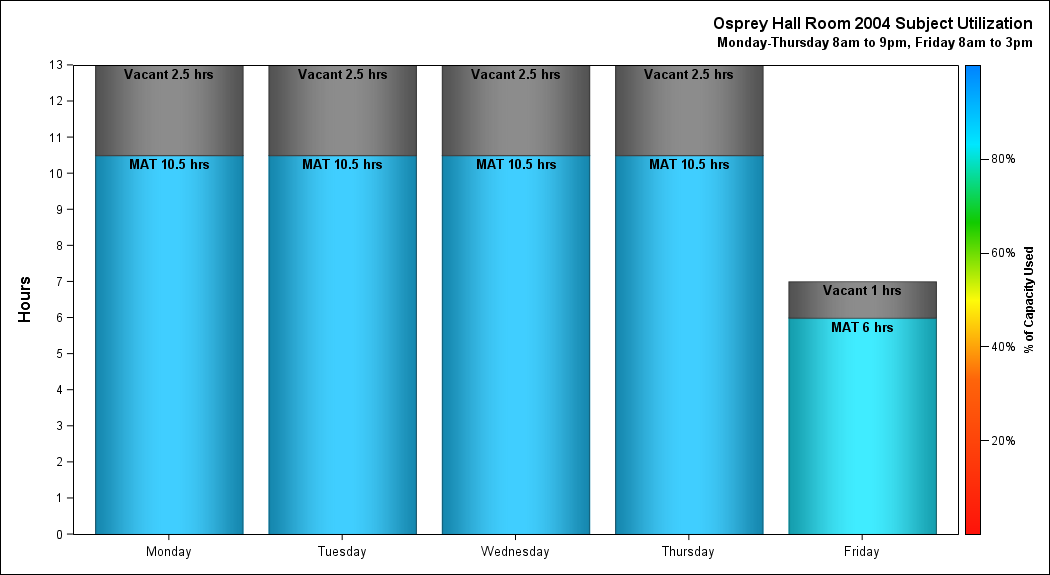 Osprey Hall Room 2004 Subject Utilization
Monday-Thursday 8am to 9pm, Friday 8am to 3pm
Hours
13
12
11
10
9
8
7
6
5
4
3
2
1
0
Vacant 2.5 hrs
Vacant 2.5 hrs
Vacant 2.5 hrs
Vacant 2.5 hrs
MAT 10.5 hrs
MAT 10.5 hrs
MAT 10.5 hrs
MAT 10.5 hrs
Vacant 1 hrs
MAT 6 hrs
Monday
Tuesday
Wednesday
Thursday
Friday
80%
60%
40%
20%
% of Capacity Used